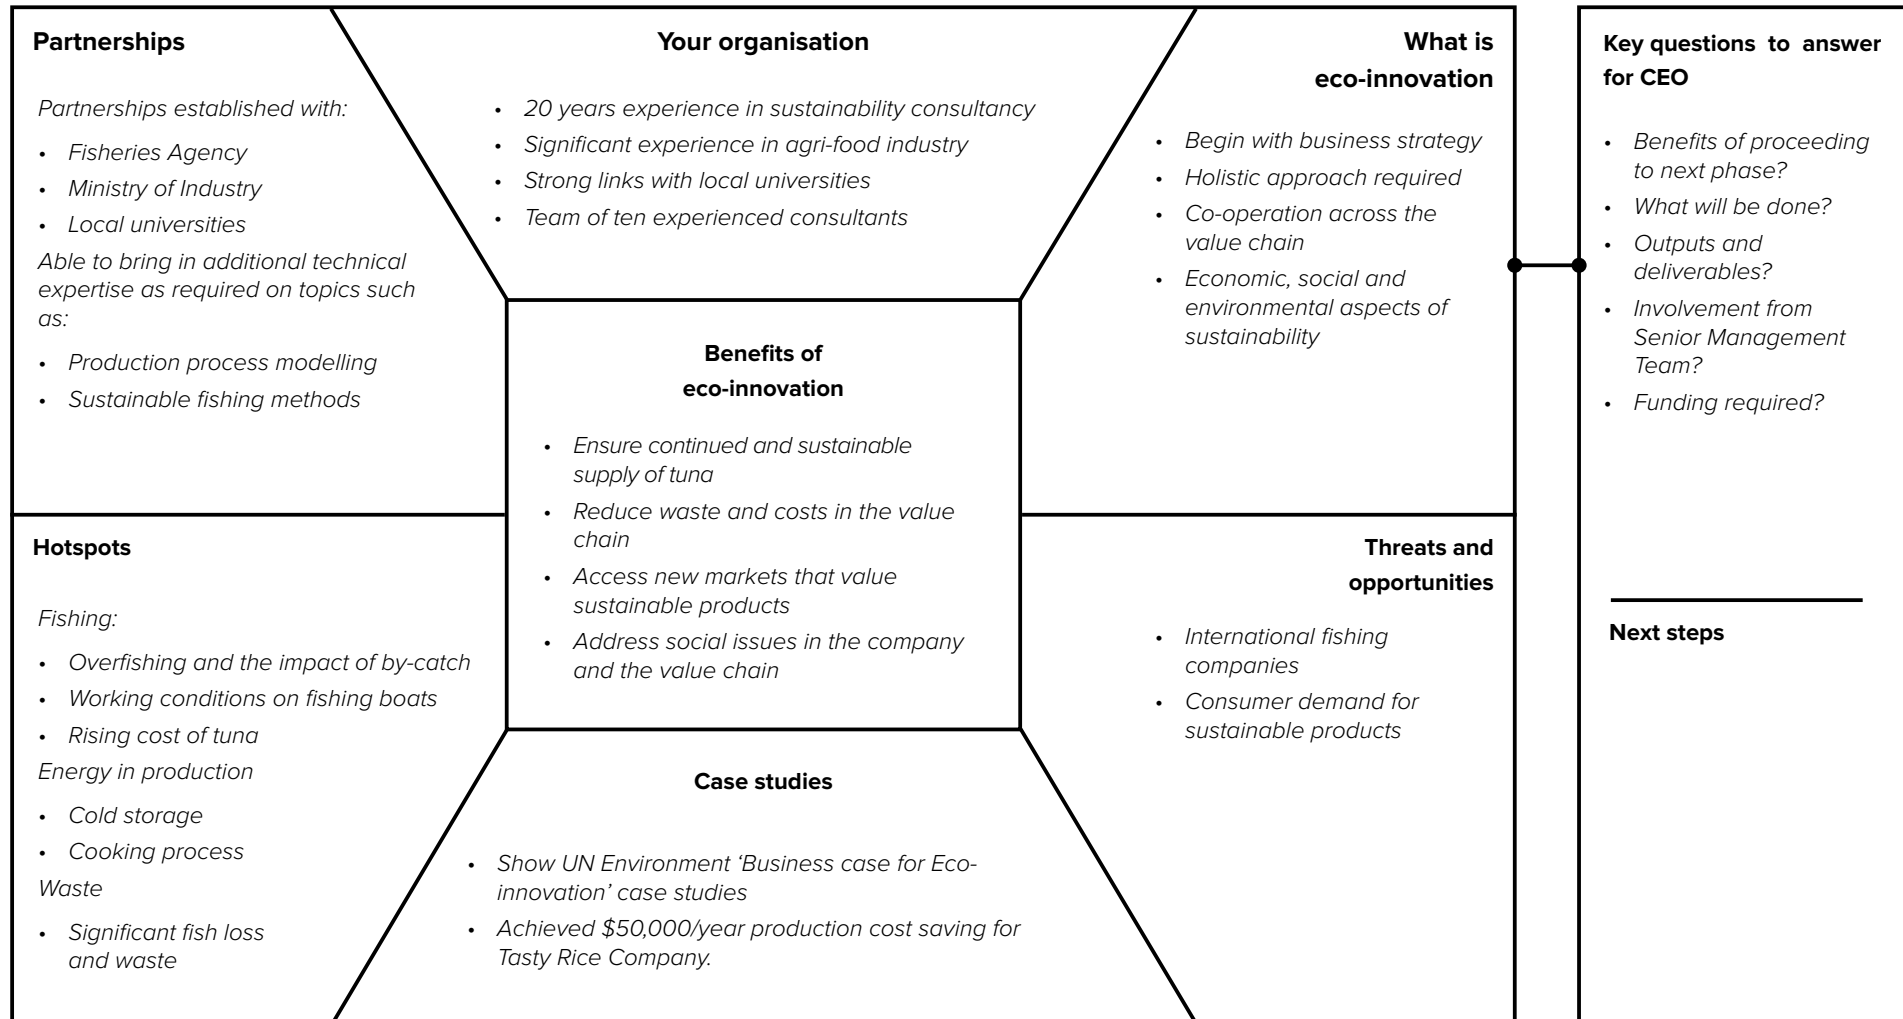 Partnerships
Partnerships established with:
• Fisheries Agency
• Ministry of Industry
• Local universities
Able to bring in additional technical
expertise as required on topics such
as:
• Production process modelling
• Sustainable fishing methods
Your organisation
• 20 years experience in sustainability consultancy
• Significant experience in agri-food industry
• Strong links with local universities
• Team of ten experienced consultants
What is
eco-innovation
• Begin with business strategy
• Holistic approach required
• Co-operation across the
value chain
• Economic, social and
environmental aspects of
sustainability
Benefits of
eco-innovation
• Ensure continued and sustainable
supply of tuna
• Reduce waste and costs in the value
chain
• Access new markets that value
sustainable products
• Address social issues in the company
and the value chain
Hotspots
Fishing:
• Overfishing and the impact of by-catch
• Working conditions on fishing boats
• Rising cost of tuna
Energy in production
• Cold storage
• Cooking process
Waste
• Significant fish loss
and waste
Case studies
• Show UN Environment ‘Business case for Eco-
innovation’ case studies
• Achieved $50,000/year production cost saving for
Tasty Rice Company.
Threats and
opportunities
• International fishing
companies
• Consumer demand for
sustainable products
Key questions to answer
for CEO
• Benefits of proceeding
to next phase?
• What will be done?
• Outputs and
deliverables?
• Involvement from
Senior Management
Team?
• Funding required?
Next steps